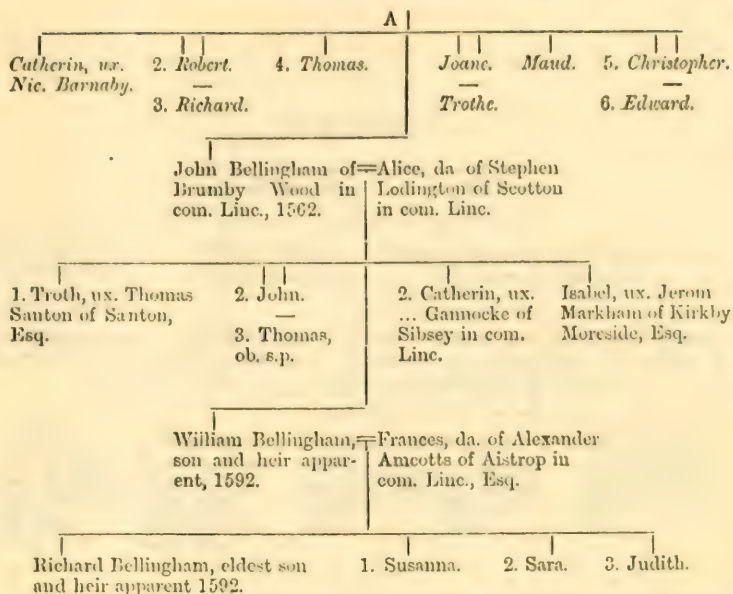 A
Catherin, ux. Nic. Barnaby.
2. Robert.
—
3. Richard.
4. Thomas.
Joane.
—
Trothe.
Maud.
5. Christopher.
—
6. Edward.
John Bellingham of
Brumby Wood in
com. Linc., 1562.
=
Alice, da of Stephen
Lodington of Scotton
in com. Linc.
1. Troth, ux. Thomas
Santon of Santon,
Esq.
2. John.
—
3. Thomas,
ob. s.p.
2. Catherin, ux.
... Gannocke of
Sibsey in com.
Linc.
Isabel, ux. Jerom
Markham of Kirkby
Moreside, Esq.
William Bellingham,
son and heir appar-
ent, 1592.
=
Frances, da. of Alexander
Amcotts of Aistrop in
com. Linc., Esq.
Richard Bellingham, eldest son
and heir apparent 1592.
1. Susanna.
2. Sara.
3. Judith.